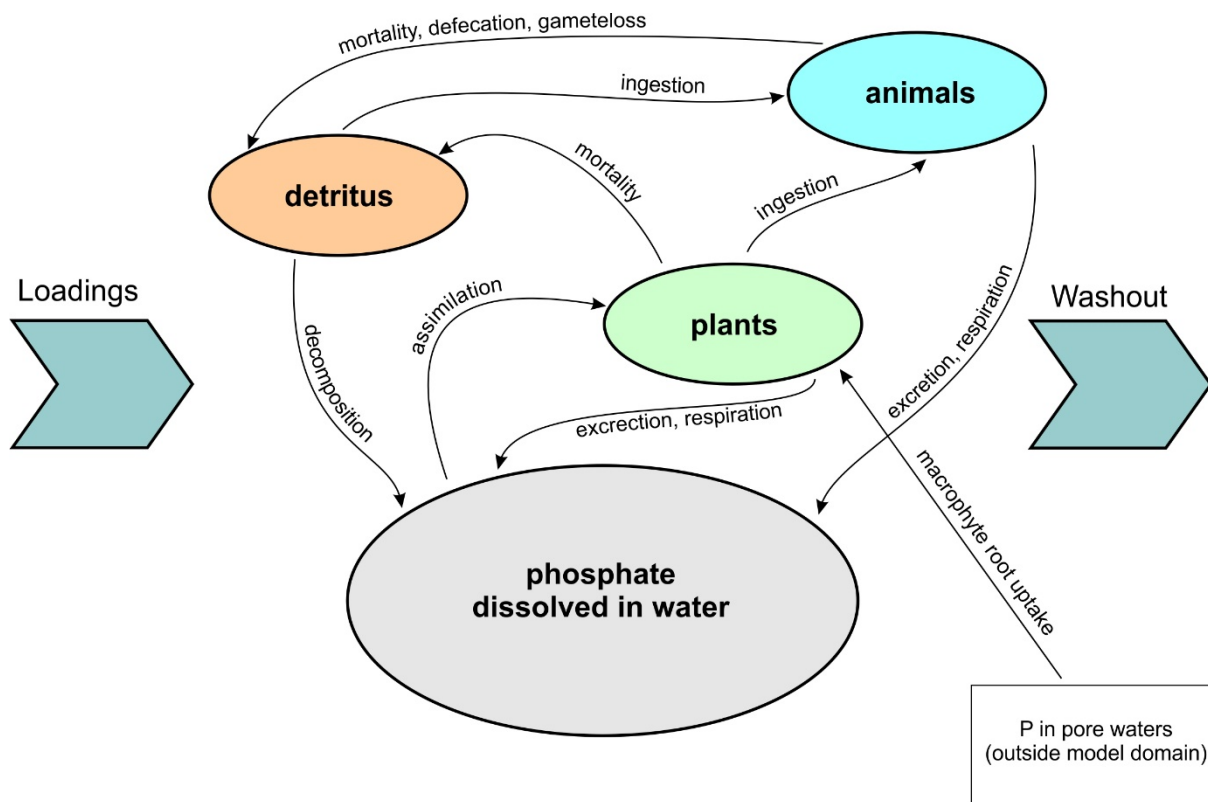 mortality, defecation, gameteloss
ingestion
animals
detritus
mortality
ingestion
Loadings
assimilation
plants
Washout
decomposition
excrection, respiration
excretion, respiration
macrophyte root uptake
phosphate
dissolved in water
P in pore waters
(outside model domain)